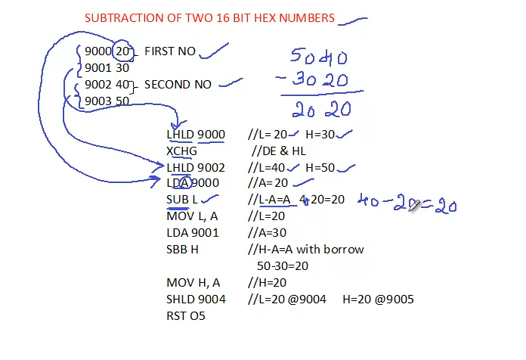 SUBTRACTION OF TWO 16 BIT HEX NUMBERS
9000 20 FIRST NO
9001 30
9002 40 SECOND NO
9003 50
5040
- 3020
2020
LHLD 9000 //L= 20 H=30
XCHG //DE & HL
LHLD 9002 //L=40 H=50
LDA 9000 //A=20
SUB L //L-A=A 40-20=20 40-20=20
MOV L, A //L=20
LDA 9001 //A=30
SBB H //H-A=A with borrow
50-30=20
MOV H, A //H=20
SHLD 9004 //L=20 @9004 H=20 @9005
RST O5